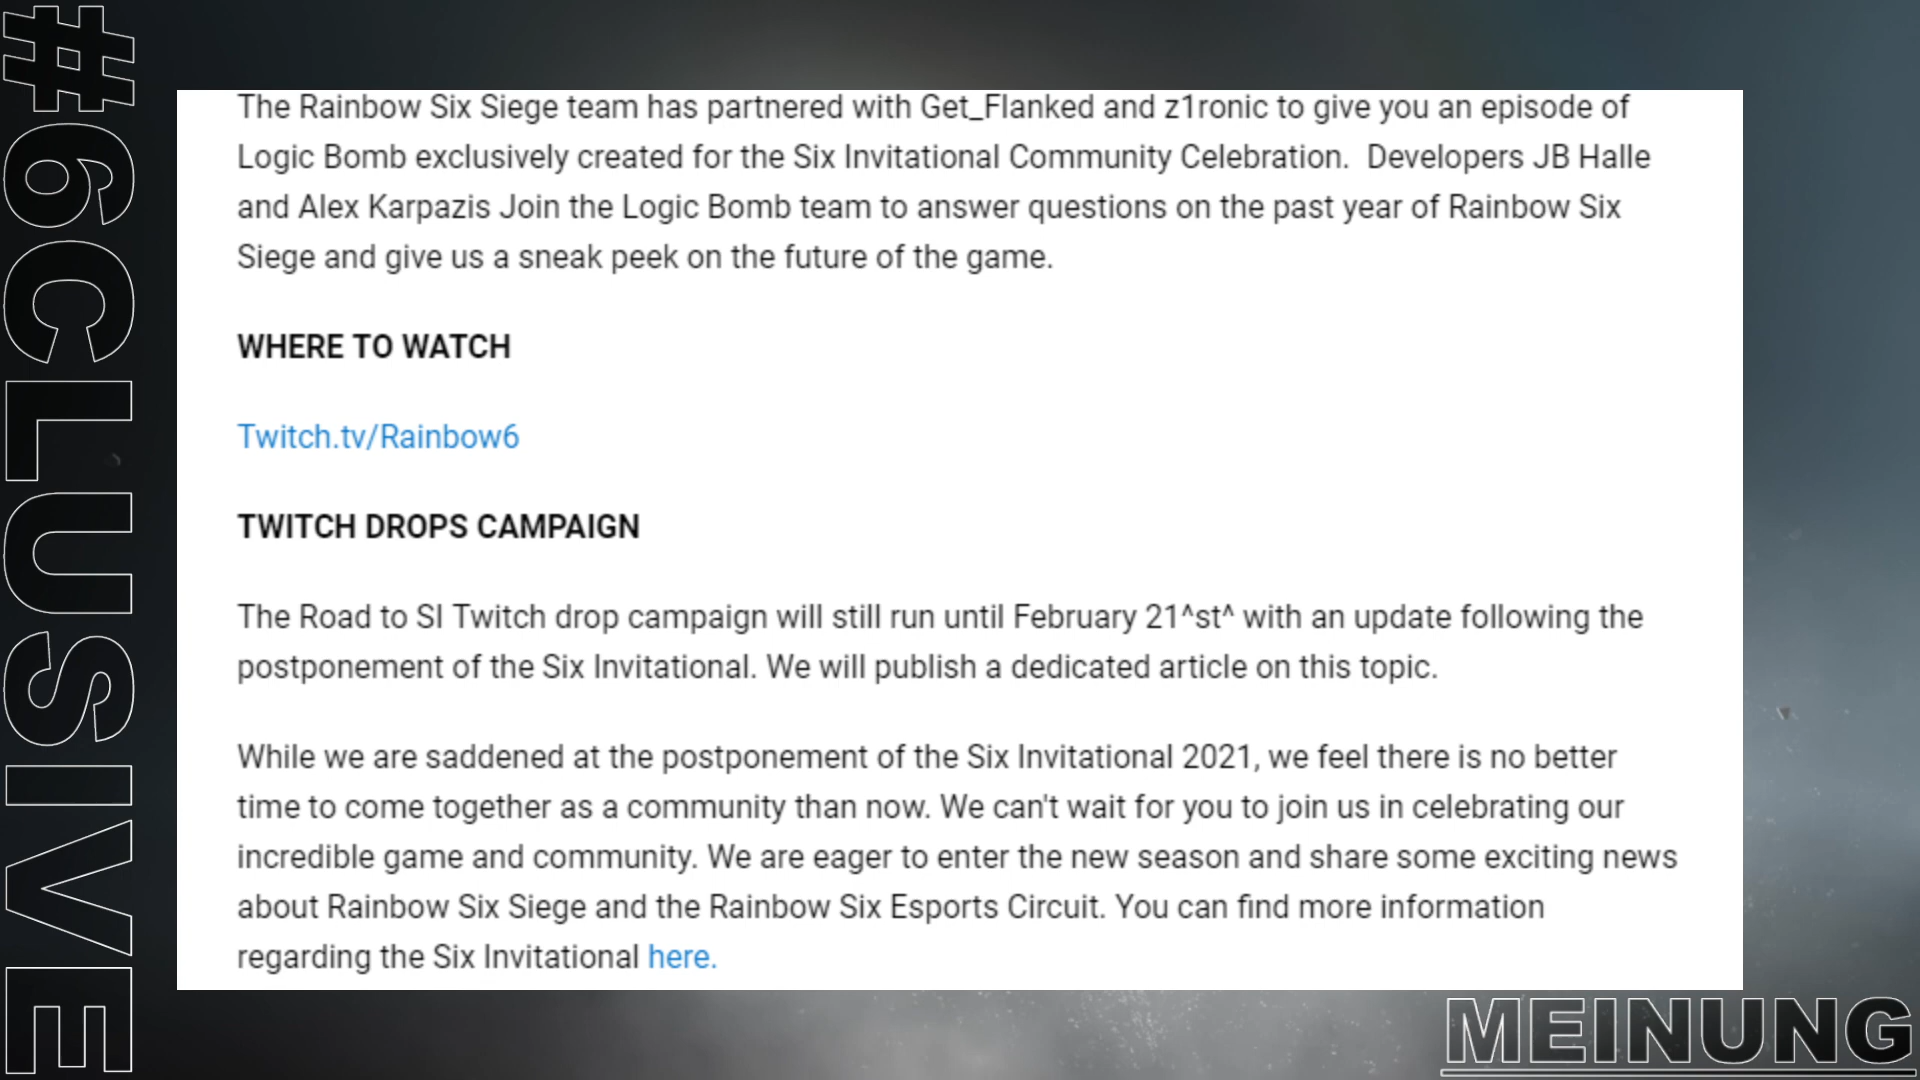 #6CLUSIVE
The Rainbow Six Siege team has partnered with Get_Flanked and z1ronic to give you an episode of
Logic Bomb exclusively created for the Six Invitational Community Celebration.  Developers JB Halle
and Alex Karpazis Join the Logic Bomb team to answer questions on the past year of Rainbow Six
Siege and give us a sneak peek on the future of the game.
WHERE TO WATCH
Twitch.tv/Rainbow6
TWITCH DROPS CAMPAIGN
The Road to SI Twitch drop campaign will still run until February 21^st^ with an update following the
postponement of the Six Invitational. We will publish a dedicated article on this topic.
While we are saddened at the postponement of the Six Invitational 2021, we feel there is no better
time to come together as a community than now. We can't wait for you to join us in celebrating our
incredible game and community. We are eager to enter the new season and share some exciting news
about Rainbow Six Siege and the Rainbow Six Esports Circuit. You can find more information
regarding the Six Invitational here.
MEINUNG